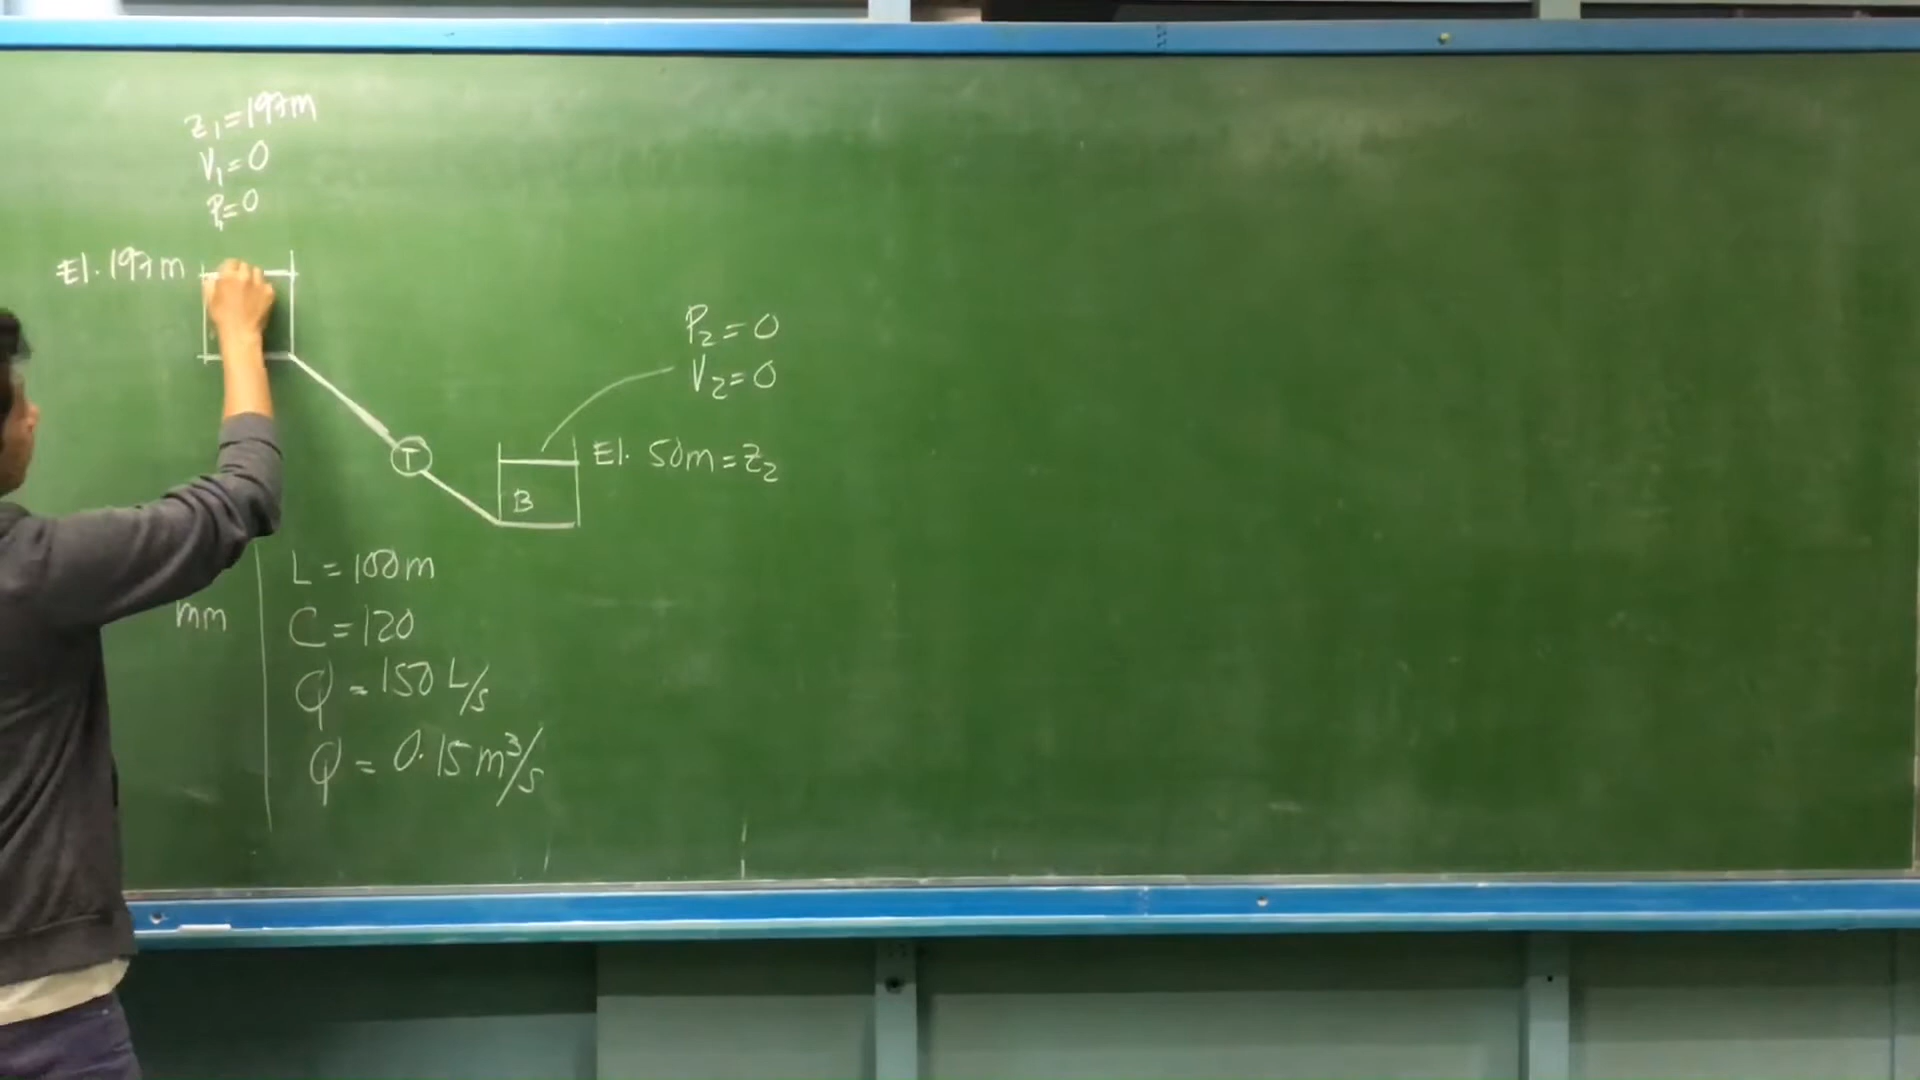 z₁=197m
V₁=0
P₁=0
El. 197m
P₂=0
V₂=0
T
El. 50m=z₂
B
L=100m
mm
C=120
Q=150 L/s
Q=0.15m³/s